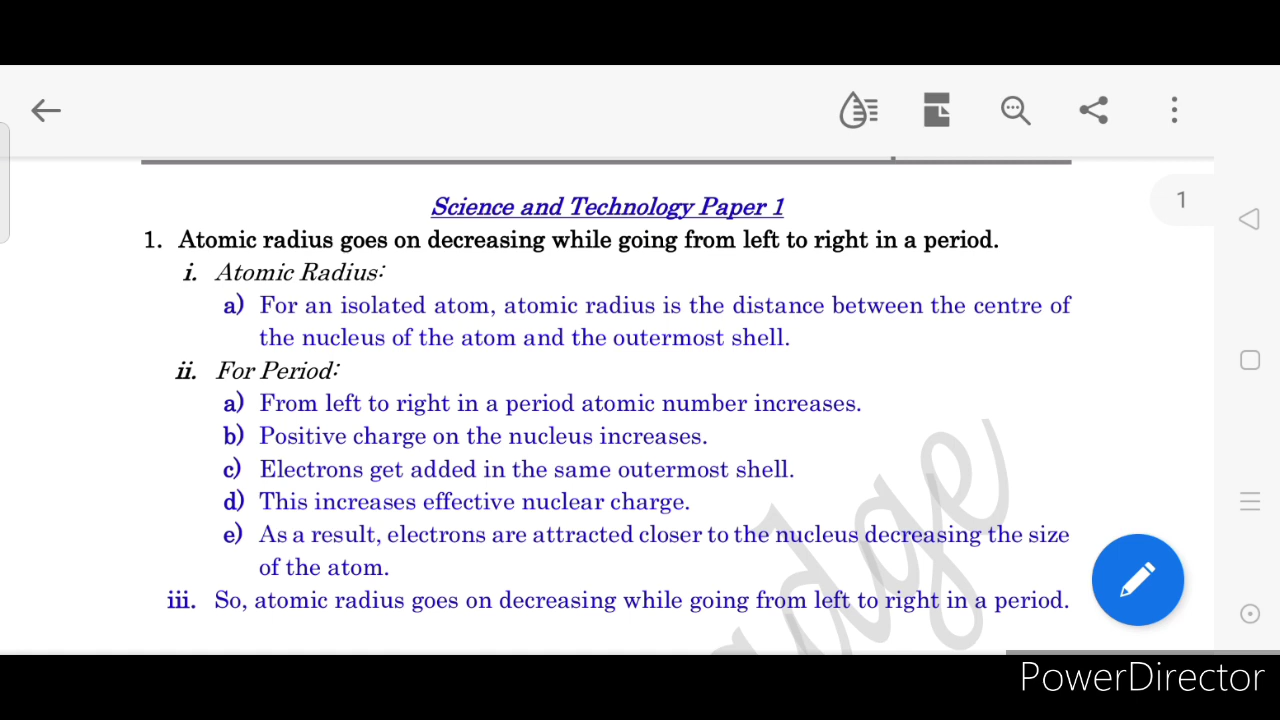 1
Science and Technology Paper 1
1. Atomic radius goes on decreasing while going from left to right in a period.
i. Atomic Radius:
a) For an isolated atom, atomic radius is the distance between the centre of
the nucleus of the atom and the outermost shell.
ii. For Period:
a) From left to right in a period atomic number increases.
b) Positive charge on the nucleus increases.
c) Electrons get added in the same outermost shell.
d) This increases effective nuclear charge.
e) As a result, electrons are attracted closer to the nucleus decreasing the size
of the atom.
iii. So, atomic radius goes on decreasing while going from left to right in a period.
PowerDirector